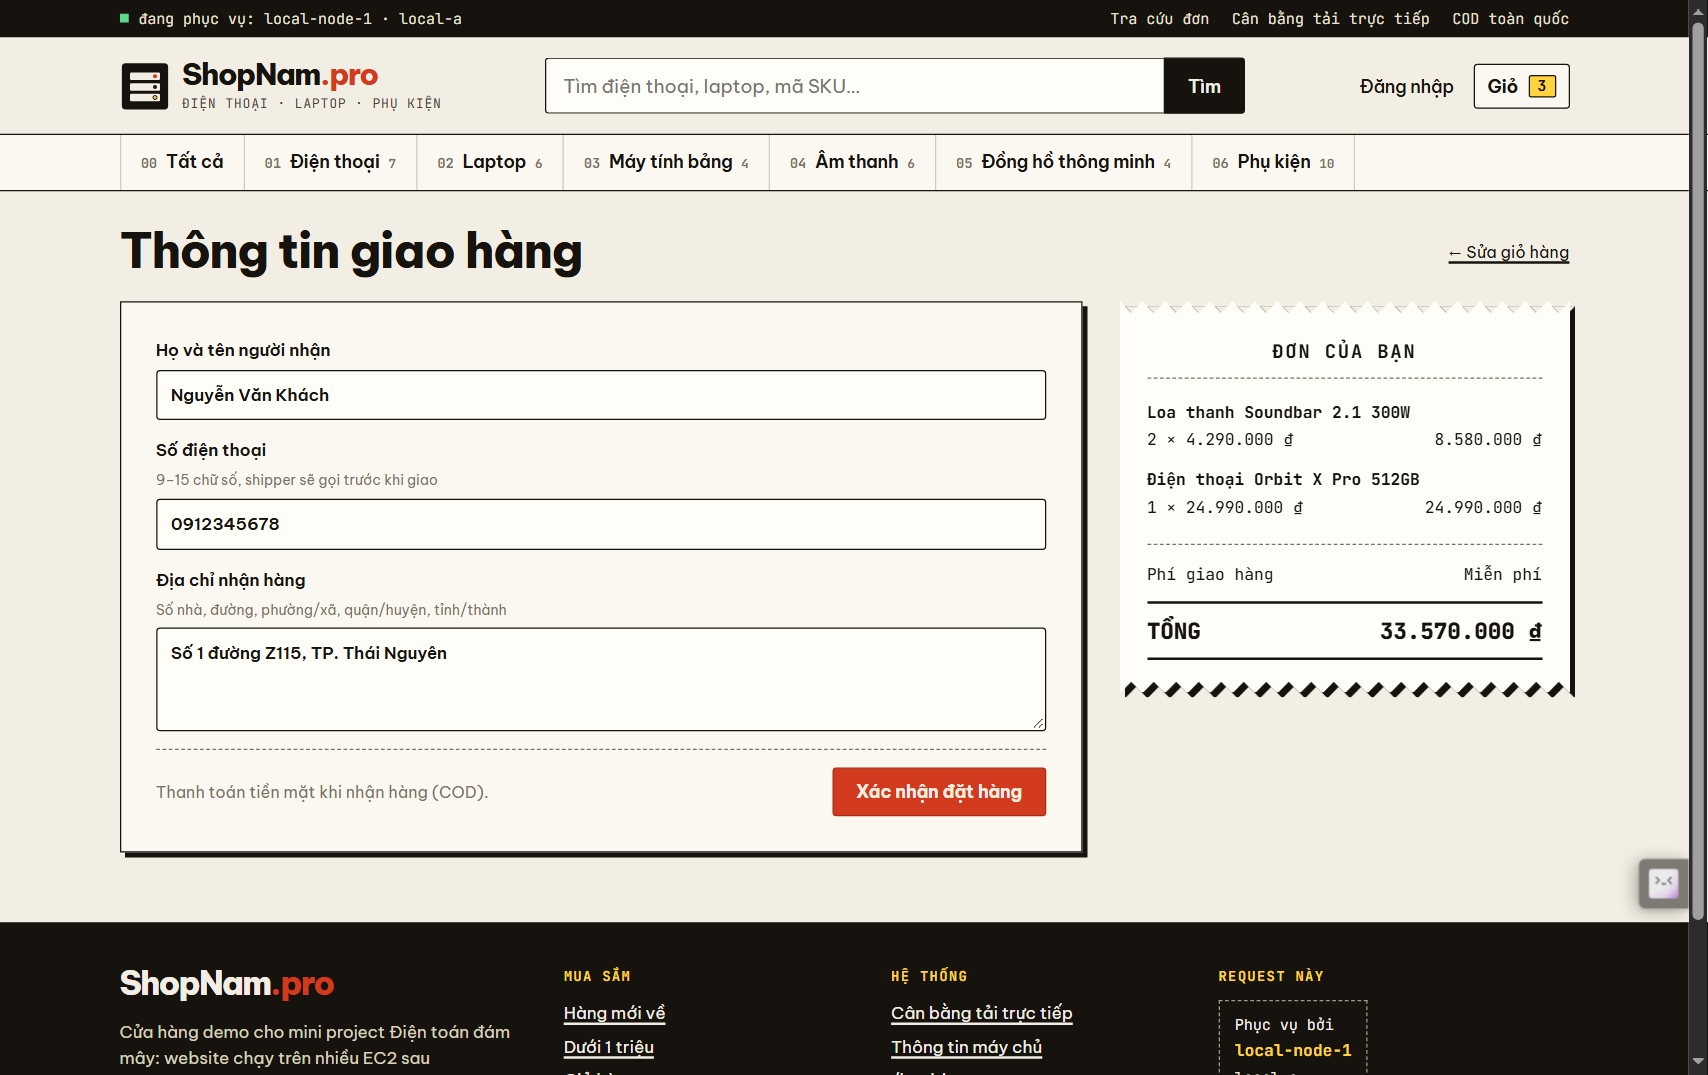 đang phục vụ: local-node-1 · local-a
Tra cứu đơn
Cân bằng tải trực tiếp
COD toàn quốc
ShopNam.pro
ĐIỆN THOẠI · LAPTOP · PHỤ KIỆN
Tìm điện thoại, laptop, mã SKU...
Tìm
Đăng nhập
Giỏ 3
00 Tất cả
01 Điện thoại 7
02 Laptop 6
03 Máy tính bảng 4
04 Âm thanh 6
05 Đồng hồ thông minh 4
06 Phụ kiện 10
Thông tin giao hàng
← Sửa giỏ hàng
Họ và tên người nhận
Nguyễn Văn Khách
Số điện thoại
9–15 chữ số, shipper sẽ gọi trước khi giao
0912345678
Địa chỉ nhận hàng
Số nhà, đường, phường/xã, quận/huyện, tỉnh/thành
Số 1 đường Z115, TP. Thái Nguyên
Thanh toán tiền mặt khi nhận hàng (COD).
Xác nhận đặt hàng
ĐƠN CỦA BẠN
Loa thanh Soundbar 2.1 300W
2 × 4.290.000 ₫ 8.580.000 ₫
Điện thoại Orbit X Pro 512GB
1 × 24.990.000 ₫ 24.990.000 ₫
Phí giao hàng Miễn phí
TỔNG 33.570.000 ₫
ShopNam.pro
Cửa hàng demo cho mini project Điện toán đám
mây: website chạy trên nhiều EC2 sau
MUA SẮM
Hàng mới về
Dưới 1 triệu
HỆ THỐNG
Cân bằng tải trực tiếp
Thông tin máy chủ
REQUEST NÀY
Phục vụ bởi
local-node-1